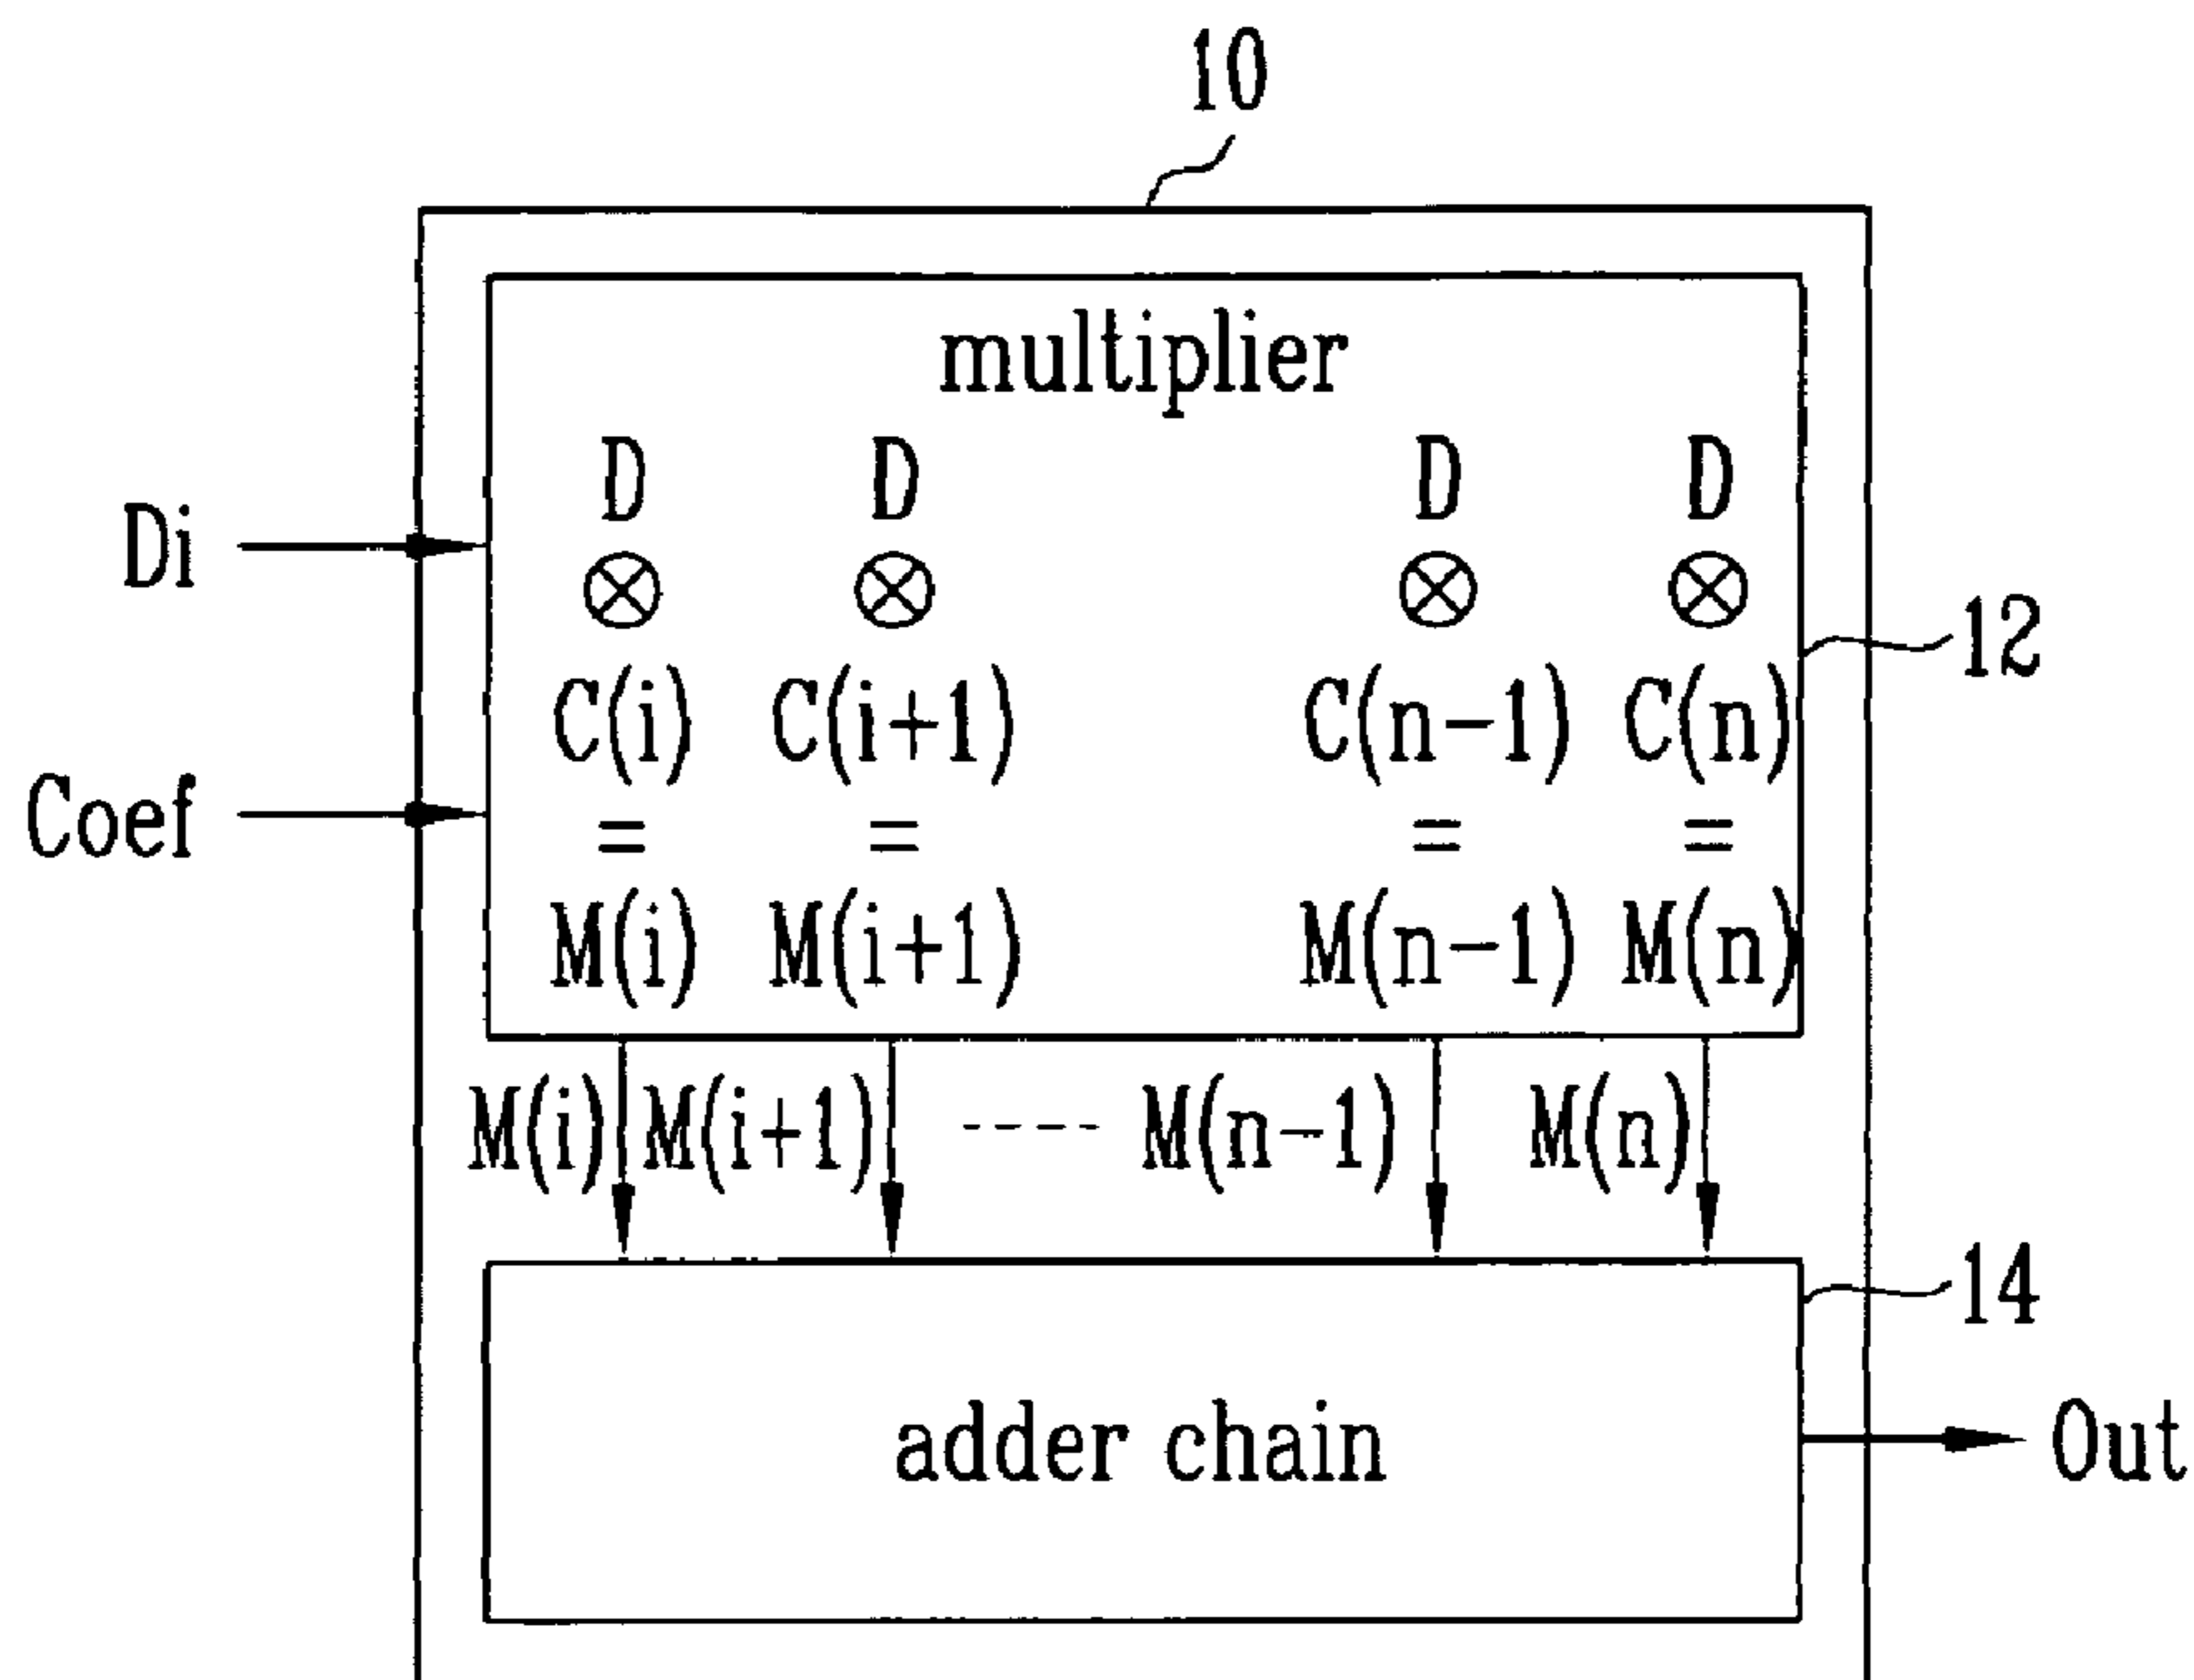 10
multiplier
D D D D
Di
⊗ ⊗ ⊗ ⊗
12
C(i) C(i+1) C(n-1) C(n)
Coef
= = = =
M(i) M(i+1) M(n-1) M(n)
M(i) M(i+1) ---- M(n-1) M(n)
14
adder chain
Out